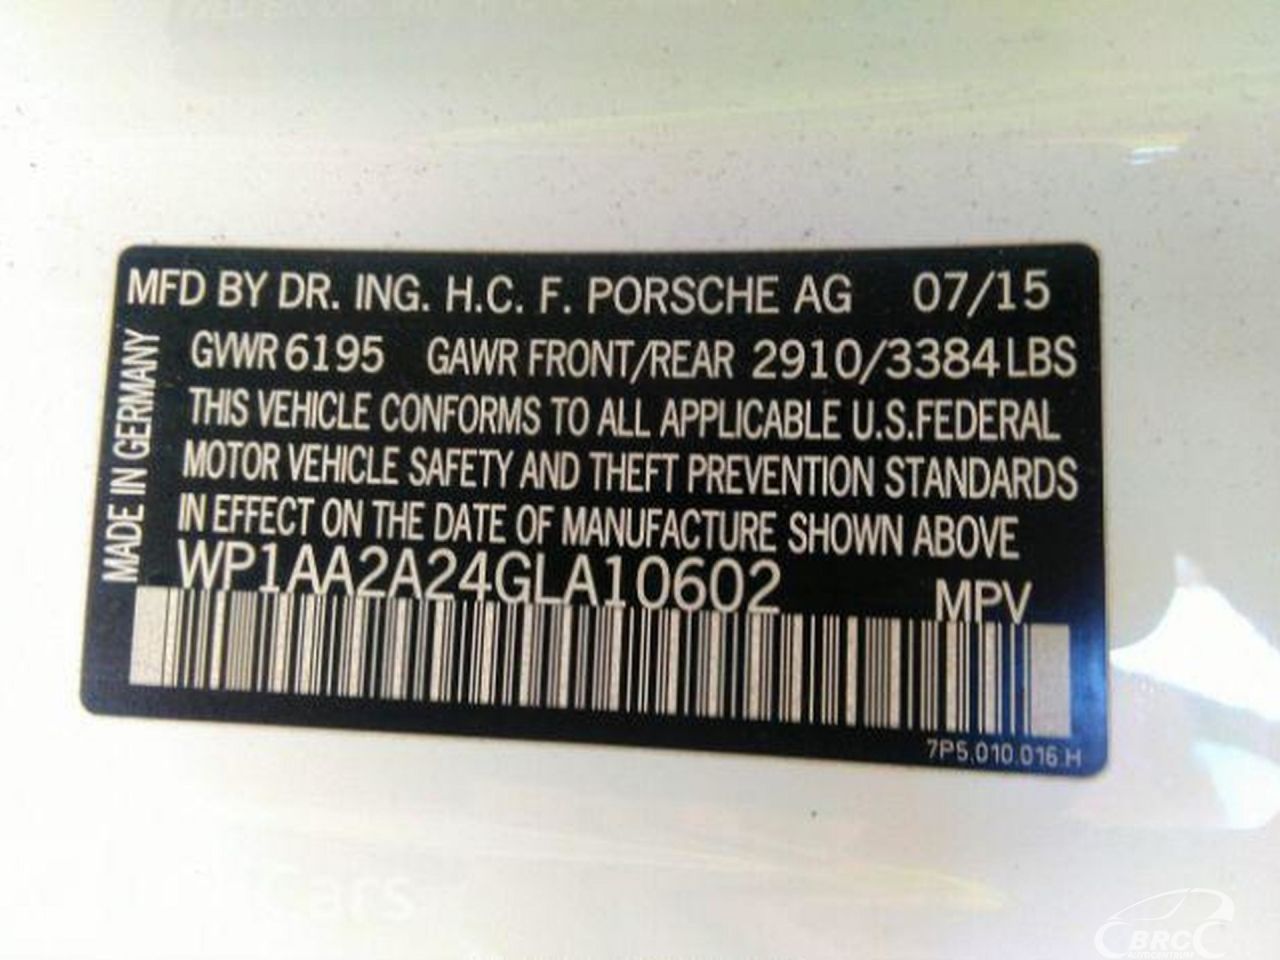 MFD BY DR. ING. H.C. F. PORSCHE AG 07/15
GVWR 6195 GAWR FRONT/REAR 2910/3384 LBS
THIS VEHICLE CONFORMS TO ALL APPLICABLE U.S. FEDERAL
MOTOR VEHICLE SAFETY AND THEFT PREVENTION STANDARDS
IN EFFECT ON THE DATE OF MANUFACTURE SHOWN ABOVE
WP1AA2A24GLA10602 MPV
MADE IN GERMANY
7P5.010.016.H
Cars
BRC
AUTOCENTRUM